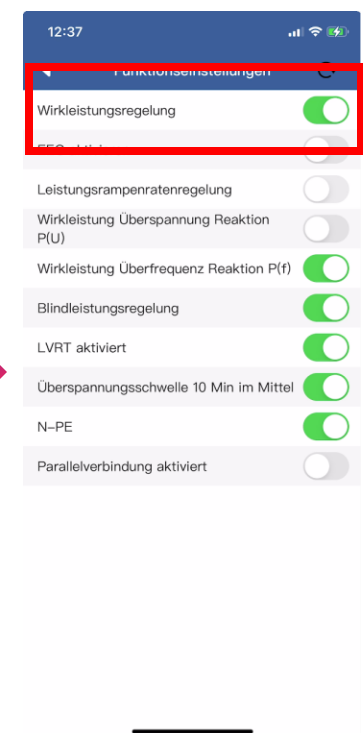 12:37
Funktionseinstellungen
Wirkleistungsregelung
Leistungsrampenratenregelung
Wirkleistung Überspannung Reaktion
P(U)
Wirkleistung Überfrequenz Reaktion P(f)
Blindleistungsregelung
LVRT aktiviert
Überspannungsschwelle 10 Min im Mittel
N-PE
Parallelverbindung aktiviert